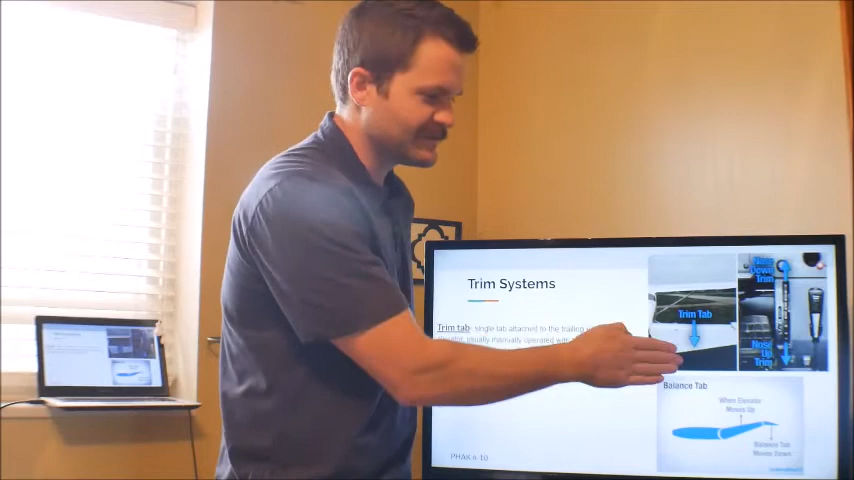 Trim Systems
Trim tab: single tab attached to the trailing
elevator, usually manually operated
PHAK 6-10
Trim Tab
Nose
Down
Trim
Nose Up
Trim
Balance Tab
When Elevator
Moves Up
Balance Tab
Moves Down